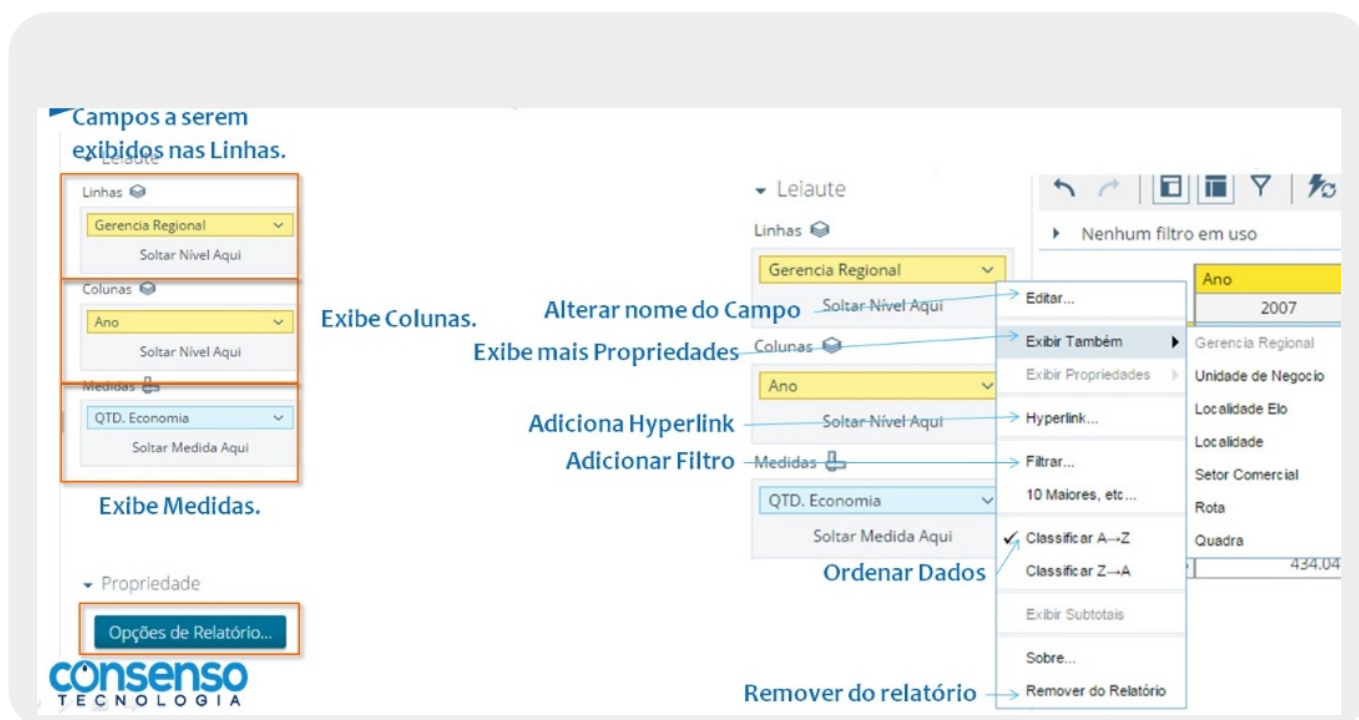 Campos a serem
exibidos nas Linhas.
Leiaute
Linhas
Gerencia Regional
Soltar Nível Aqui
Colunas
Ano
Soltar Nível Aqui
Medidas
QTD. Economia
Soltar Medida Aqui
Exibe Colunas.
Exibe Medidas.
Propriedade
Opções de Relatório...
consenso
TECNOLOGIA
Leiaute
Linhas
Gerencia Regional
Soltar Nível Aqui
Colunas
Ano
Soltar Nível Aqui
Medidas
QTD. Economia
Soltar Medida Aqui
Alterar nome do Campo
Exibe mais Propriedades
Adiciona Hyperlink
Adicionar Filtro
Ordenar Dados
Remover do relatório
Nenhum filtro em uso
Ano
2007
Editar...
Exibir Também
Exibir Propriedades
Hyperlink...
Filtrar...
10 Maiores, etc...
Classificar A→Z
Classificar Z→A
Exibir Subtotais
Sobre...
Remover do Relatório
Gerencia Regional
Unidade de Negocio
Localidade Elo
Localidade
Setor Comercial
Rota
Quadra
434.04